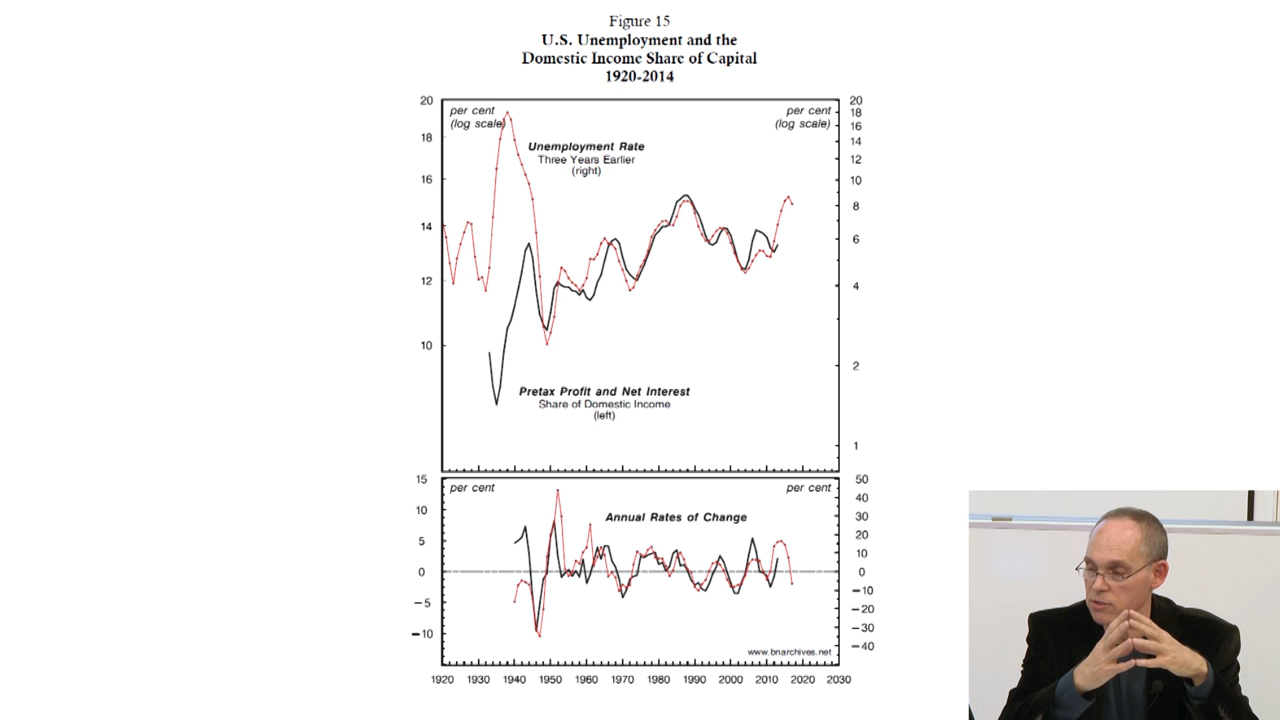 Figure 15
U.S. Unemployment and the
Domestic Income Share of Capital
1920-2014
20
per cent
(log scale)
18
16
14
12
10
per cent
(log scale)
20
18
16
14
12
10
8
6
4
2
1
Unemployment Rate
Three Years Earlier
(right)
Pretax Profit and Net Interest
Share of Domestic Income
(left)
15
10
5
0
−5
−10
per cent
Annual Rates of Change
per cent
50
40
30
20
10
0
−10
−20
−30
−40
www.bnarchives.net
1920 1930 1940 1950 1960 1970 1980 1990 2000 2010 2020 2030